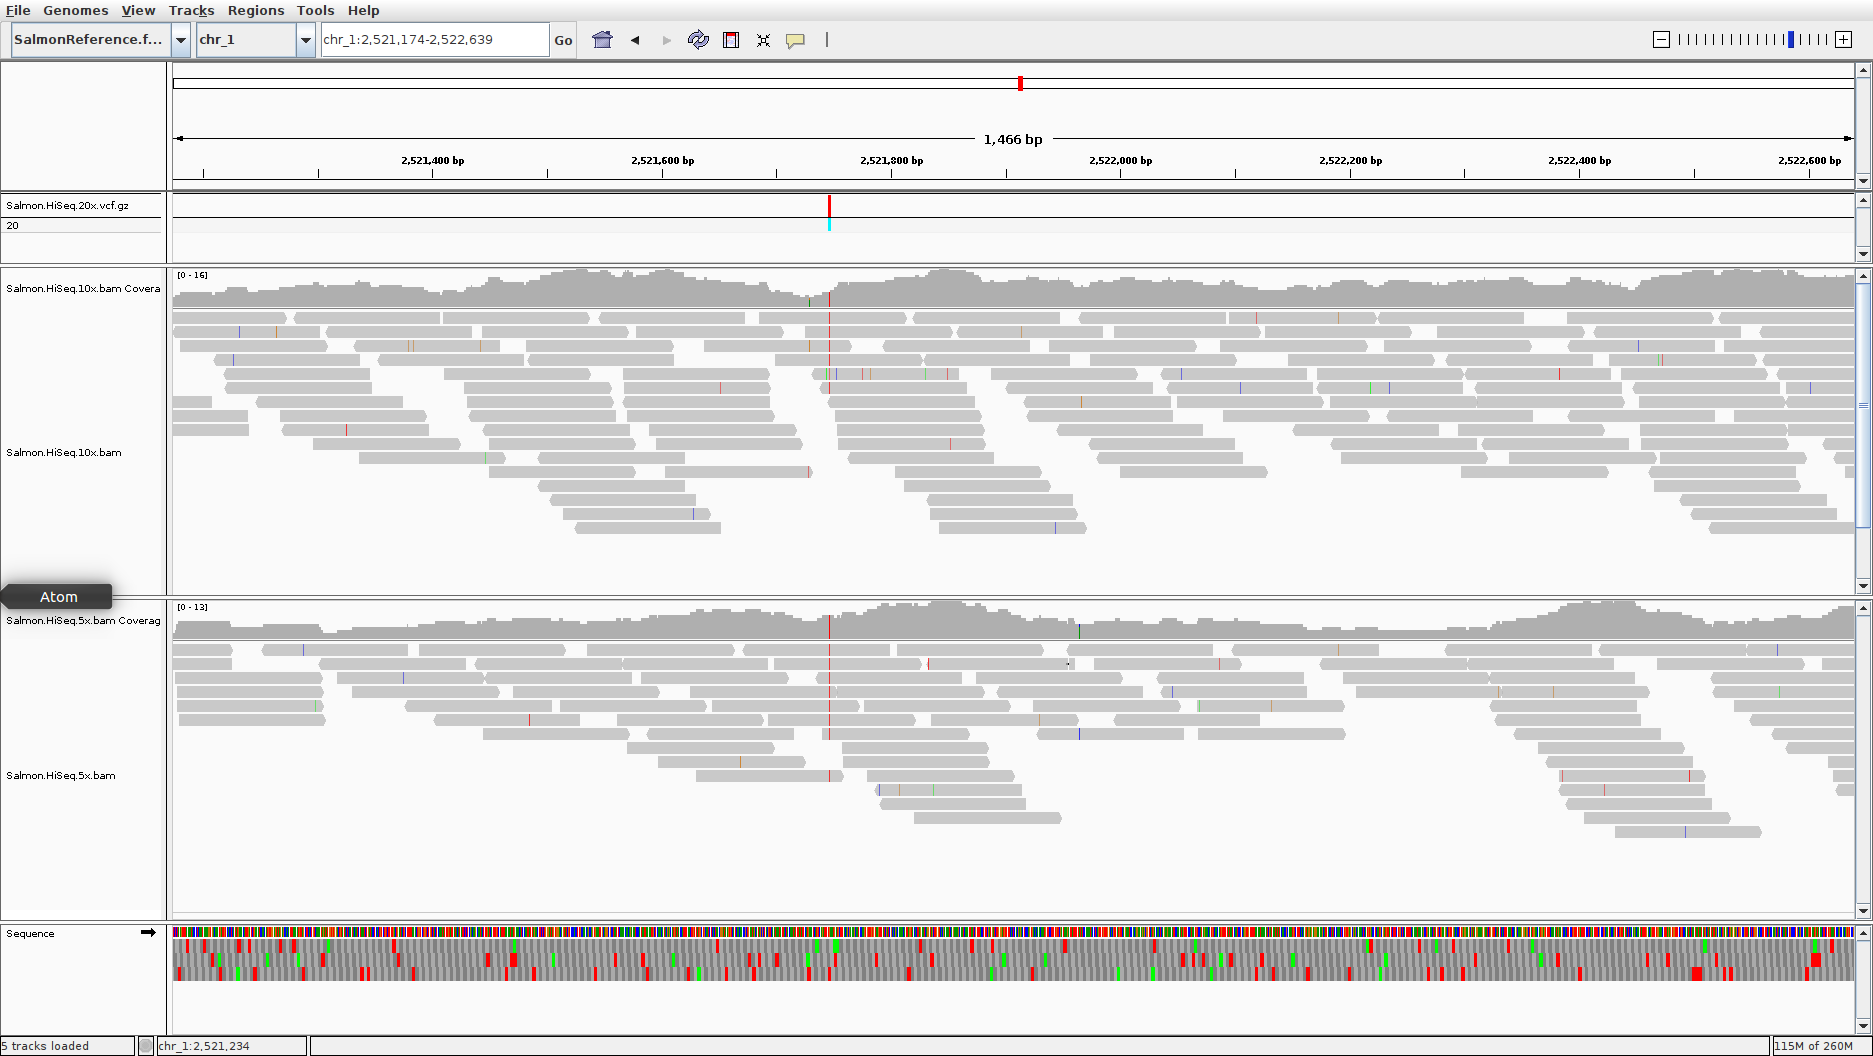 File Genomes View Tracks Regions Tools Help
SalmonReference.f... chr_1 chr_1:2,521,174-2,522,639 Go
1,466 bp
2,521,400 bp 2,521,600 bp 2,521,800 bp 2,522,000 bp 2,522,200 bp 2,522,400 bp 2,522,600 bp
Salmon.HiSeq.20x.vcf.gz
20
[0 - 16]
Salmon.HiSeq.10x.bam Covera
Salmon.HiSeq.10x.bam
Atom
[0 - 13]
Salmon.HiSeq.5x.bam Coverag
Salmon.HiSeq.5x.bam
Sequence
5 tracks loaded chr_1:2,521,234 115M of 260M